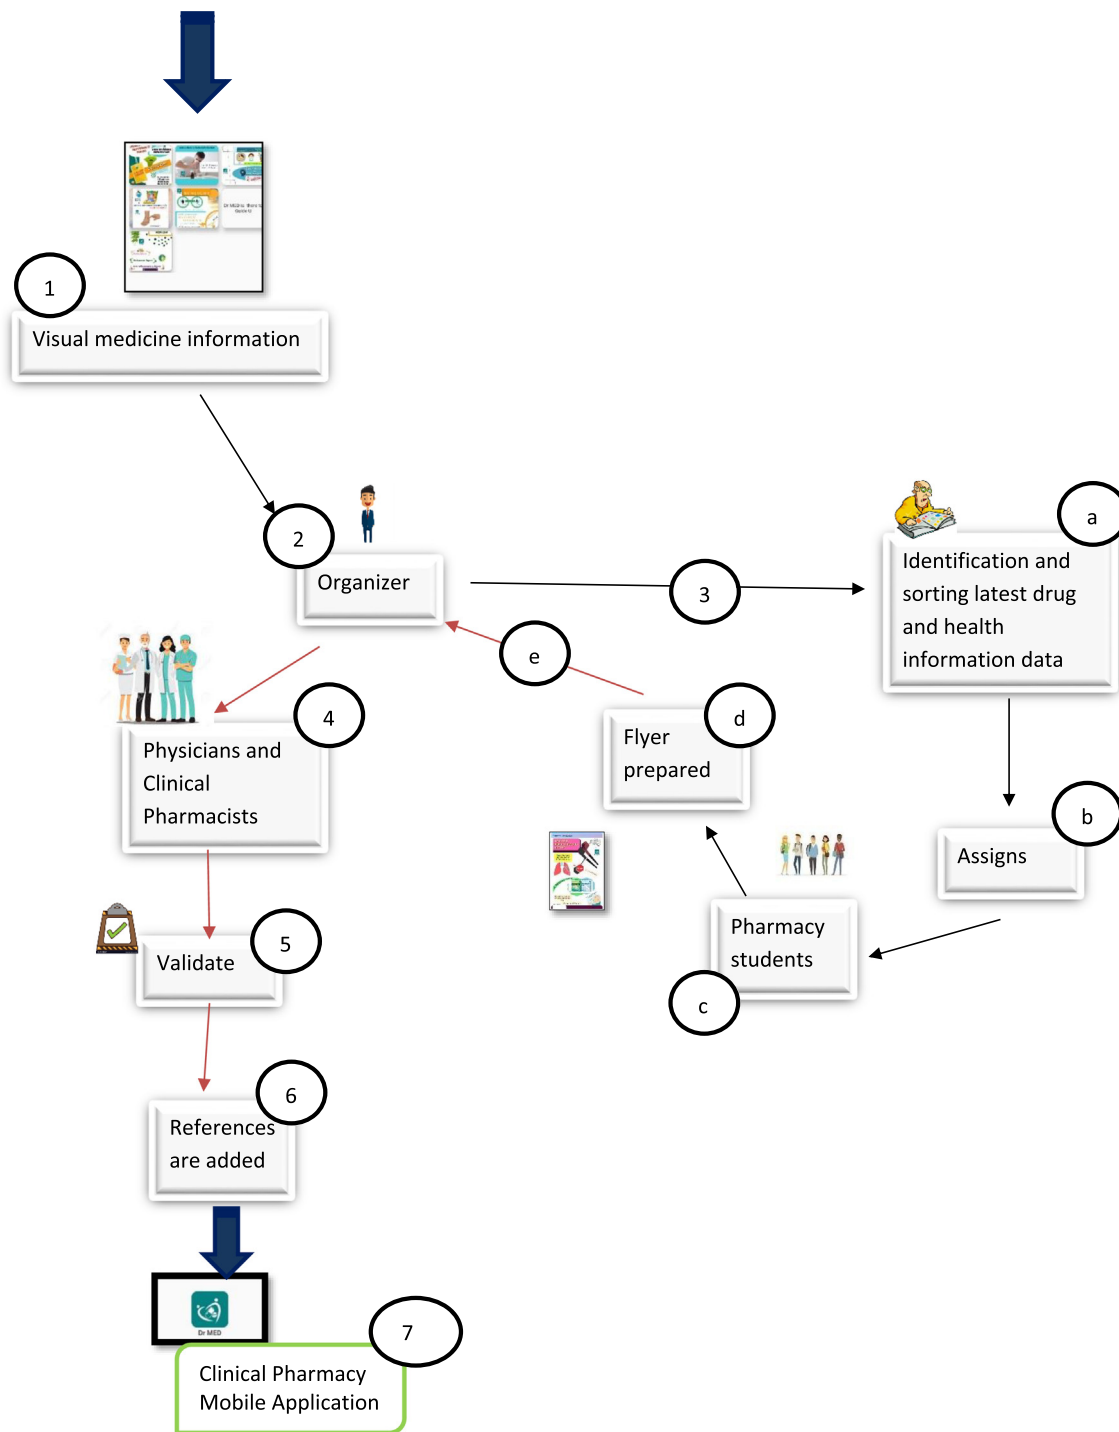 1
Visual medicine information
2
Organizer
3
a
Identification and
sorting latest drug
and health
information data
e
d
Flyer
prepared
4
Physicians and
Clinical
Pharmacists
b
Assigns
Pharmacy
students
c
5
Validate
6
References
are added
Dr MED
7
Clinical Pharmacy
Mobile Application